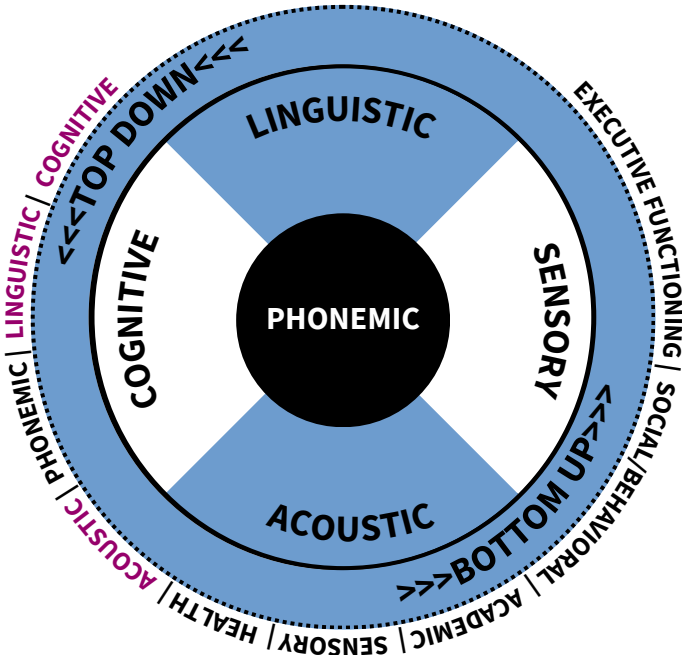 <<<TOP DOWN<<<
LINGUISTIC
COGNITIVE
PHONEMIC
SENSORY
ACOUSTIC
>>>BOTTOM UP>>>
EXECUTIVE FUNCTIONING | SOCIAL/BEHAVIORAL | ACADEMIC | SENSORY | HEALTH | ACOUSTIC | PHONEMIC | LINGUISTIC | COGNITIVE